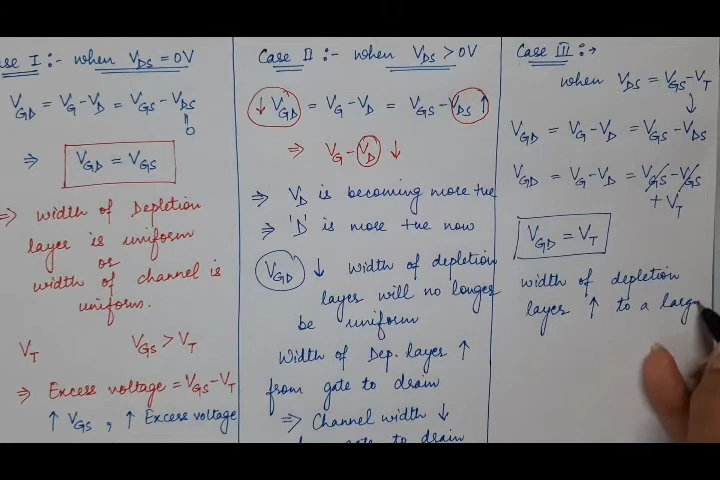 Case I :- when VDS = 0V
VGD = VG - VD = VGS - VDS
0
⇒ VGD = VGS
⇒ width of Depletion
layer is uniform
or
width of channel is
uniform.
VT VGS > VT
⇒ Excess voltage = VGS - VT
↑ VGS , ↑ Excess voltage
Case II :- when VDS > 0V
↓ VGD = VG - VD = VGS - VDS ↑
⇒ VG - VD ↓
⇒ VD is becoming more +ve
⇒ 'D' is more +ve now
VGD ↓ width of depletion
layer will no longer
be uniform
Width of Dep. layer ↑
from gate to drain
⇒ Channel width ↓
gate to drain
Case III :→
when VDS = VGS - VT
VGD = VG - VD = VGS - VDS
VGD = VG - VD = VGS - VGS
+ VT
VGD = VT
width of depletion
layer ↑ to a larg